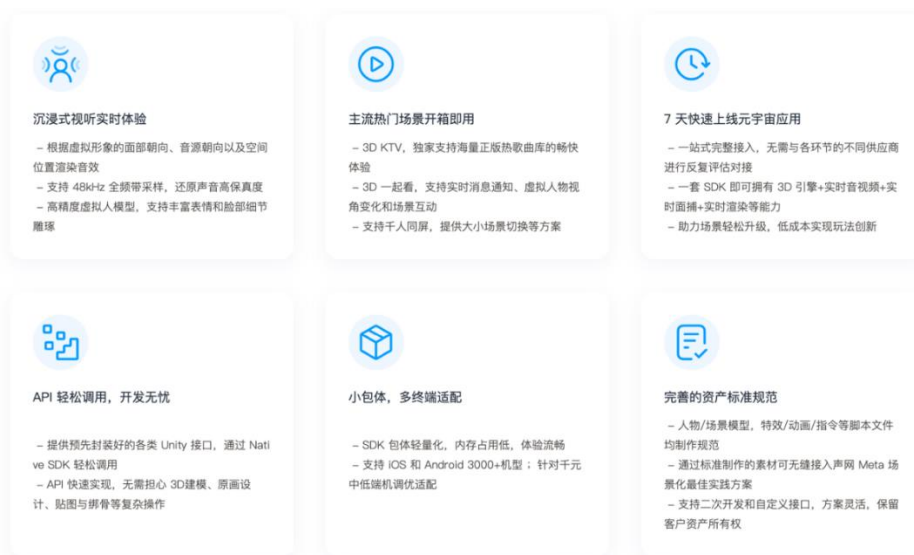 沉浸式视听实时体验
– 根据虚拟形象的面部朝向、音源朝向以及空间
位置渲染音效
– 支持 48kHz 全频带采样，还原声音高保真度
– 高精度虚拟人模型，支持丰富表情和脸部细节
雕琢
主流热门场景开箱即用
– 3D KTV，独家支持海量正版热歌曲库的畅快
体验
– 3D 一起看，支持实时消息通知、虚拟人物视
角变化和场景互动
– 支持千人同屏，提供大小场景切换等方案
7 天快速上线元宇宙应用
– 一站式完整接入，无需与各环节的不同供应商
进行反复评估对接
– 一套 SDK 即可拥有 3D 引擎+实时音视频+实
时面捕+实时渲染等能力
– 助力场景轻松升级，低成本实现玩法创新
API 轻松调用，开发无忧
– 提供预先封装好的各类 Unity 接口，通过 Nati
ve SDK 轻松调用
– API 快速实现，无需担心 3D建模、原画设
计、贴图与绑骨等复杂操作
小包体，多终端适配
– SDK 包体轻量化，内存占用低，体验流畅
– 支持 iOS 和 Android 3000+机型 ；针对千元
中低端机调优适配
完善的资产标准规范
– 人物/场景模型，特效/动画/指令等脚本文件
均制作规范
– 通过标准制作的素材可无缝接入声网 Meta 场
景化最佳实践方案
– 支持二次开发和自定义接口，方案灵活，保留
客户资产所有权